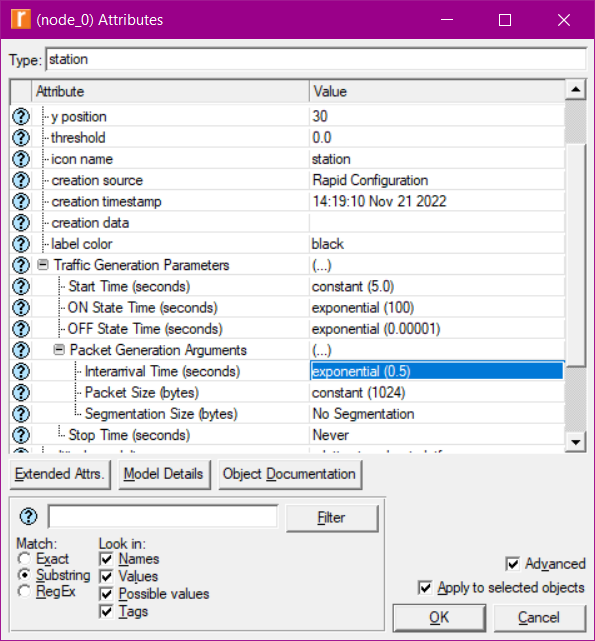 r (node_0) Attributes
Type: station
Attribute Value
y position 30
threshold 0.0
icon name station
creation source Rapid Configuration
creation timestamp 14:19:10 Nov 21 2022
creation data
label color black
Traffic Generation Parameters (...)
Start Time (seconds) constant (5.0)
ON State Time (seconds) exponential (100)
OFF State Time (seconds) exponential (0.00001)
Packet Generation Arguments (...)
Interarrival Time (seconds) exponential (0.5)
Packet Size (bytes) constant (1024)
Segmentation Size (bytes) No Segmentation
Stop Time (seconds) Never
Extended Attrs. Model Details Object Documentation
Filter
Match: Look in:
Exact Names
Substring Values
RegEx Possible values
Tags
Advanced
Apply to selected objects
OK Cancel